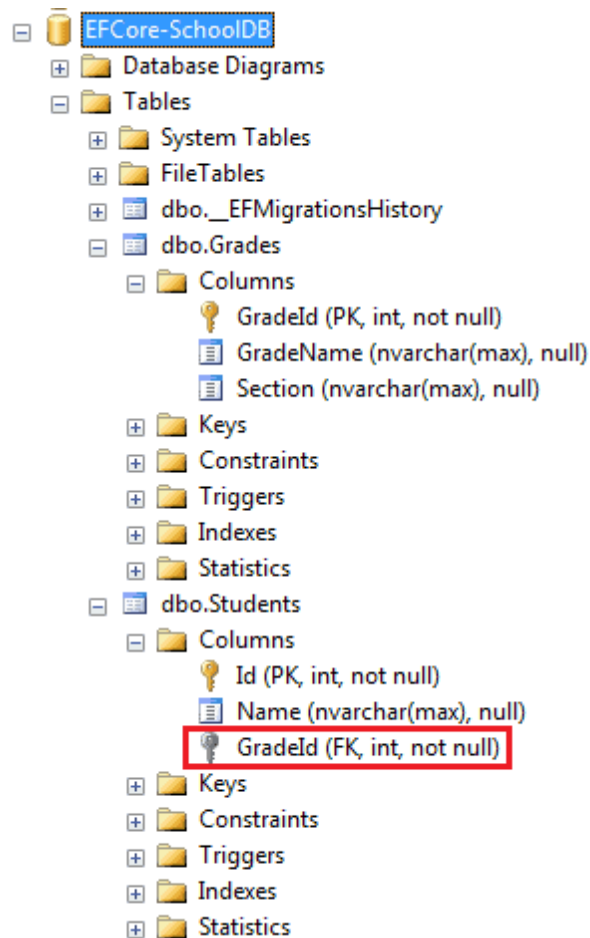 EFCore-SchoolDB
Database Diagrams
Tables
System Tables
FileTables
dbo.__EFMigrationsHistory
dbo.Grades
Columns
GradeId (PK, int, not null)
GradeName (nvarchar(max), null)
Section (nvarchar(max), null)
Keys
Constraints
Triggers
Indexes
Statistics
dbo.Students
Columns
Id (PK, int, not null)
Name (nvarchar(max), null)
GradeId (FK, int, not null)
Keys
Constraints
Triggers
Indexes
Statistics